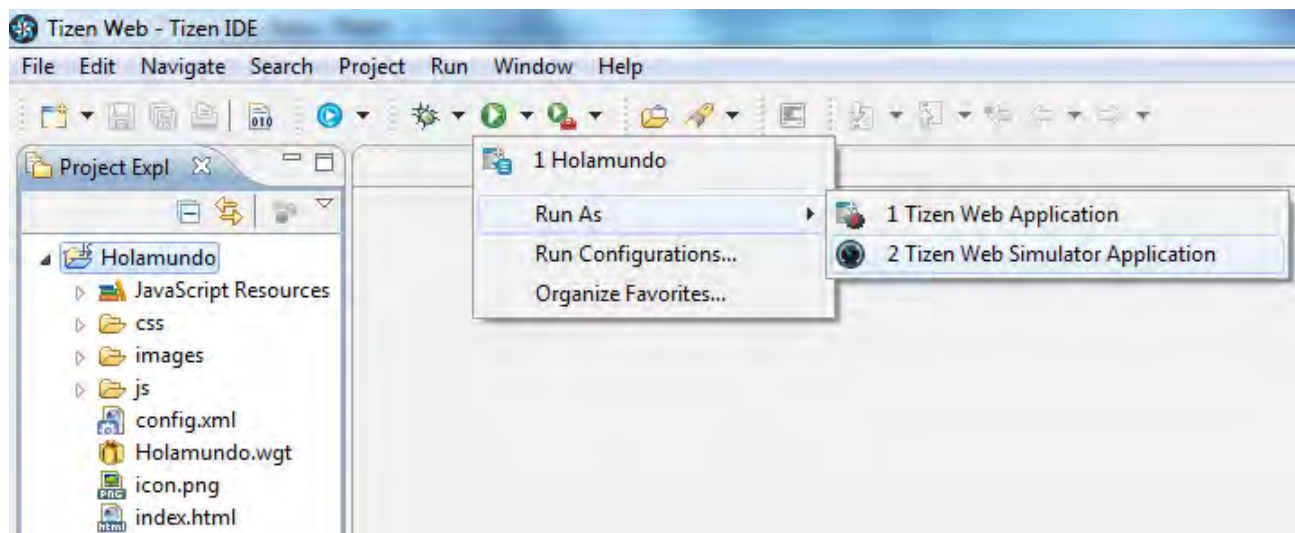 Tizen Web - Tizen IDE
File Edit Navigate Search Project Run Window Help
010
Project Expl
1 Holamundo
Run As
1 Tizen Web Application
Run Configurations...
2 Tizen Web Simulator Application
Organize Favorites...
Holamundo
JavaScript Resources
css
images
js
config.xml
Holamundo.wgt
icon.png
index.html